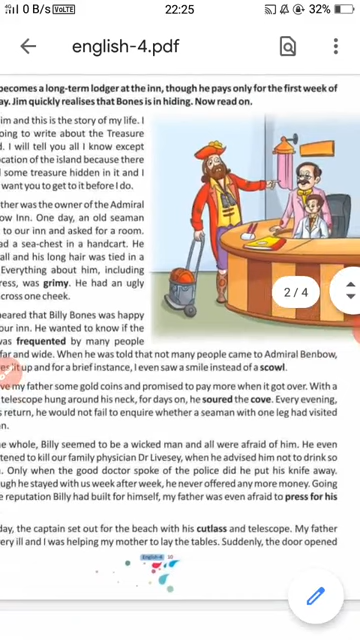 0 B/s VoLTE 22:25 32%
english-4.pdf
becomes a long-term lodger at the inn, though he pays only for the first week of
ay. Jim quickly realises that Bones is in hiding. Now read on.
im and this is the story of my life. I
oing to write about the Treasure
d. I will tell you all I know except
ocation of the island because there
l some treasure hidden in it and I
want you to get to it before I do.
ther was the owner of the Admiral
ow Inn. One day, an old seaman
to our inn and asked for a room.
ad a sea-chest in a handcart. He
all and his long hair was tied in a
Everything about him, including
ress, was grimy. He had an ugly
cross one cheek.
peared that Billy Bones was happy
our inn. He wanted to know if the
was frequented by many people
far and wide. When he was told that not many people came to Admiral Benbow,
lit up and for a brief instance, I even saw a smile instead of a scowl.
ve my father some gold coins and promised to pay more when it got over. With a
telescope hung around his neck, for days on, he soured the cove. Every evening,
s return, he would not fail to enquire whether a seaman with one leg had visited
n.
he whole, Billy seemed to be a wicked man and all were afraid of him. He even
tened to kill our family physician Dr Livesey, when he advised him not to drink so
. Only when the good doctor spoke of the police did he put his knife away.
ugh he stayed with us week after week, he never offered any more money. Going
e reputation Billy had built for himself, my father was even afraid to press for his
day, the captain set out for the beach with his cutlass and telescope. My father
ery ill and I was helping my mother to lay the tables. Suddenly, the door opened
English-4 10
2 / 4